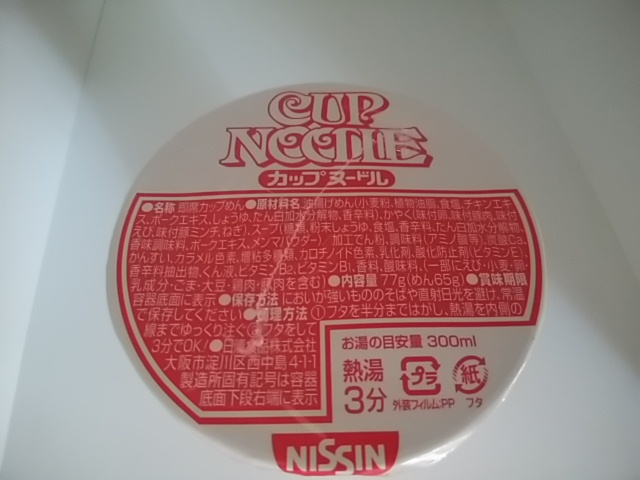 CUP
NOODLE
カップヌードル
●名称 即席カップめん●原材料名 油揚げめん(小麦粉、植物油脂、食塩、チキンエキ
ス、ポークエキス、しょうゆ、たん白加水分解物、香辛料)、かやく(味付卵、味付豚肉、味付
えび、味付豚ミンチ、ねぎ)、スープ(糖類、粉末しょうゆ、食塩、香辛料、たん白加水分解物、
香味調味料、ポークエキス、メンマパウダー)、加工でん粉、調味料(アミノ酸等)、炭酸Ca、
かんすい、カラメル色素、増粘多糖類、カロチノイド色素、乳化剤、酸化防止剤(ビタミンE)、
香辛料抽出物、くん液、ビタミンB2、ビタミンB1、香料、酸味料、(一部にえび・小麦・卵・
乳成分・ごま・大豆・鶏肉・豚肉を含む)●内容量 77g(めん65g)●賞味期限
容器底面に表示●保存方法 においが強いもののそばや直射日光を避け、常温
で保存してください●調理方法 ①フタを半分まではがし、熱湯を内側の
線までゆっくり注ぐ②フタをして
3分でOK!●日清食品株式会社
大阪市淀川区西中島4-1-1
製造所固有記号は容器
底面下段右端に表示
お湯の目安量 300ml
熱湯
3分
プラ
外装フィルム:PP
紙
フタ
NISSIN